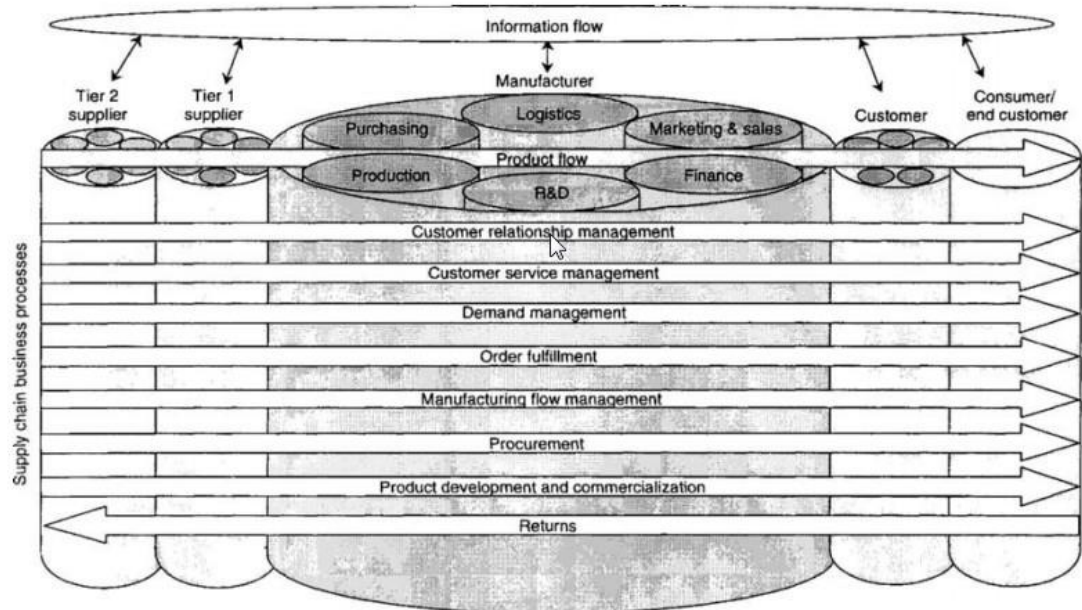 Information flow
Manufacturer
Tier 2
supplier
Tier 1
supplier
Logistics
Purchasing
Marketing & sales
Customer
Consumer/
end customer
Product flow
Production
R&D
Finance
Supply chain business processes
Customer relationship management
Customer service management
Demand management
Order fulfillment
Manufacturing flow management
Procurement
Product development and commercialization
Returns